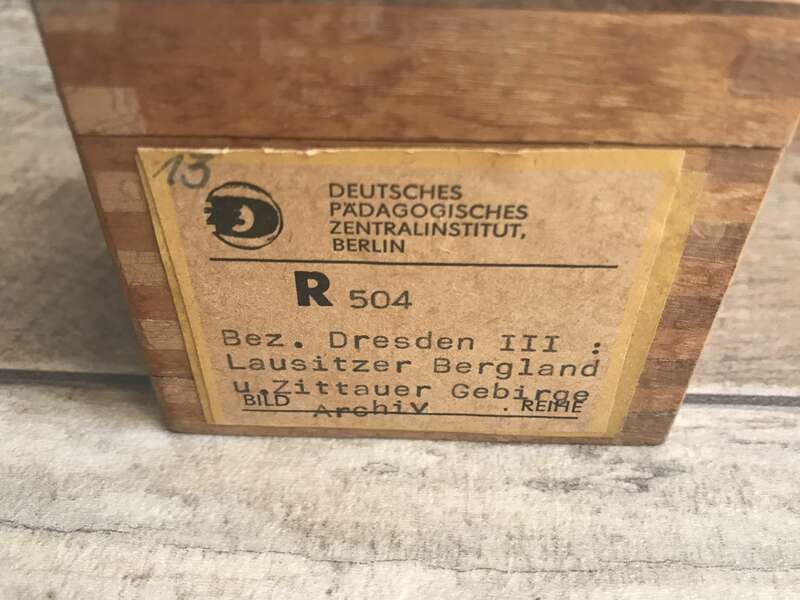 13
DEUTSCHES
PÄDAGOGISCHES
ZENTRALINSTITUT,
BERLIN
R 504
Bez. Dresden III :
Lausitzer Bergland
u.Zittauer Gebirge
BILD . REIHE
Archiv